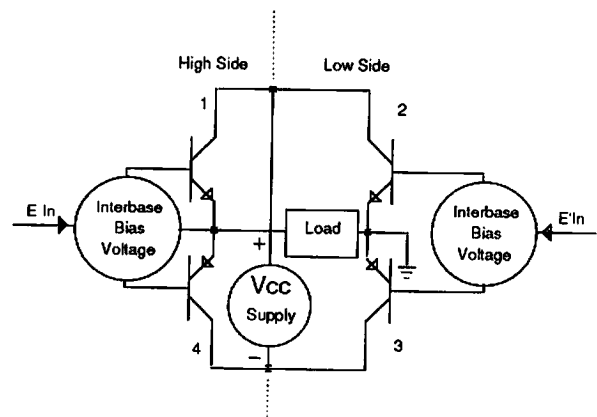 High Side
Low Side
1
2
E In
Interbase
Bias
Voltage
+
Load
Interbase
Bias
Voltage
E'In
Vcc
Supply
4
–
3